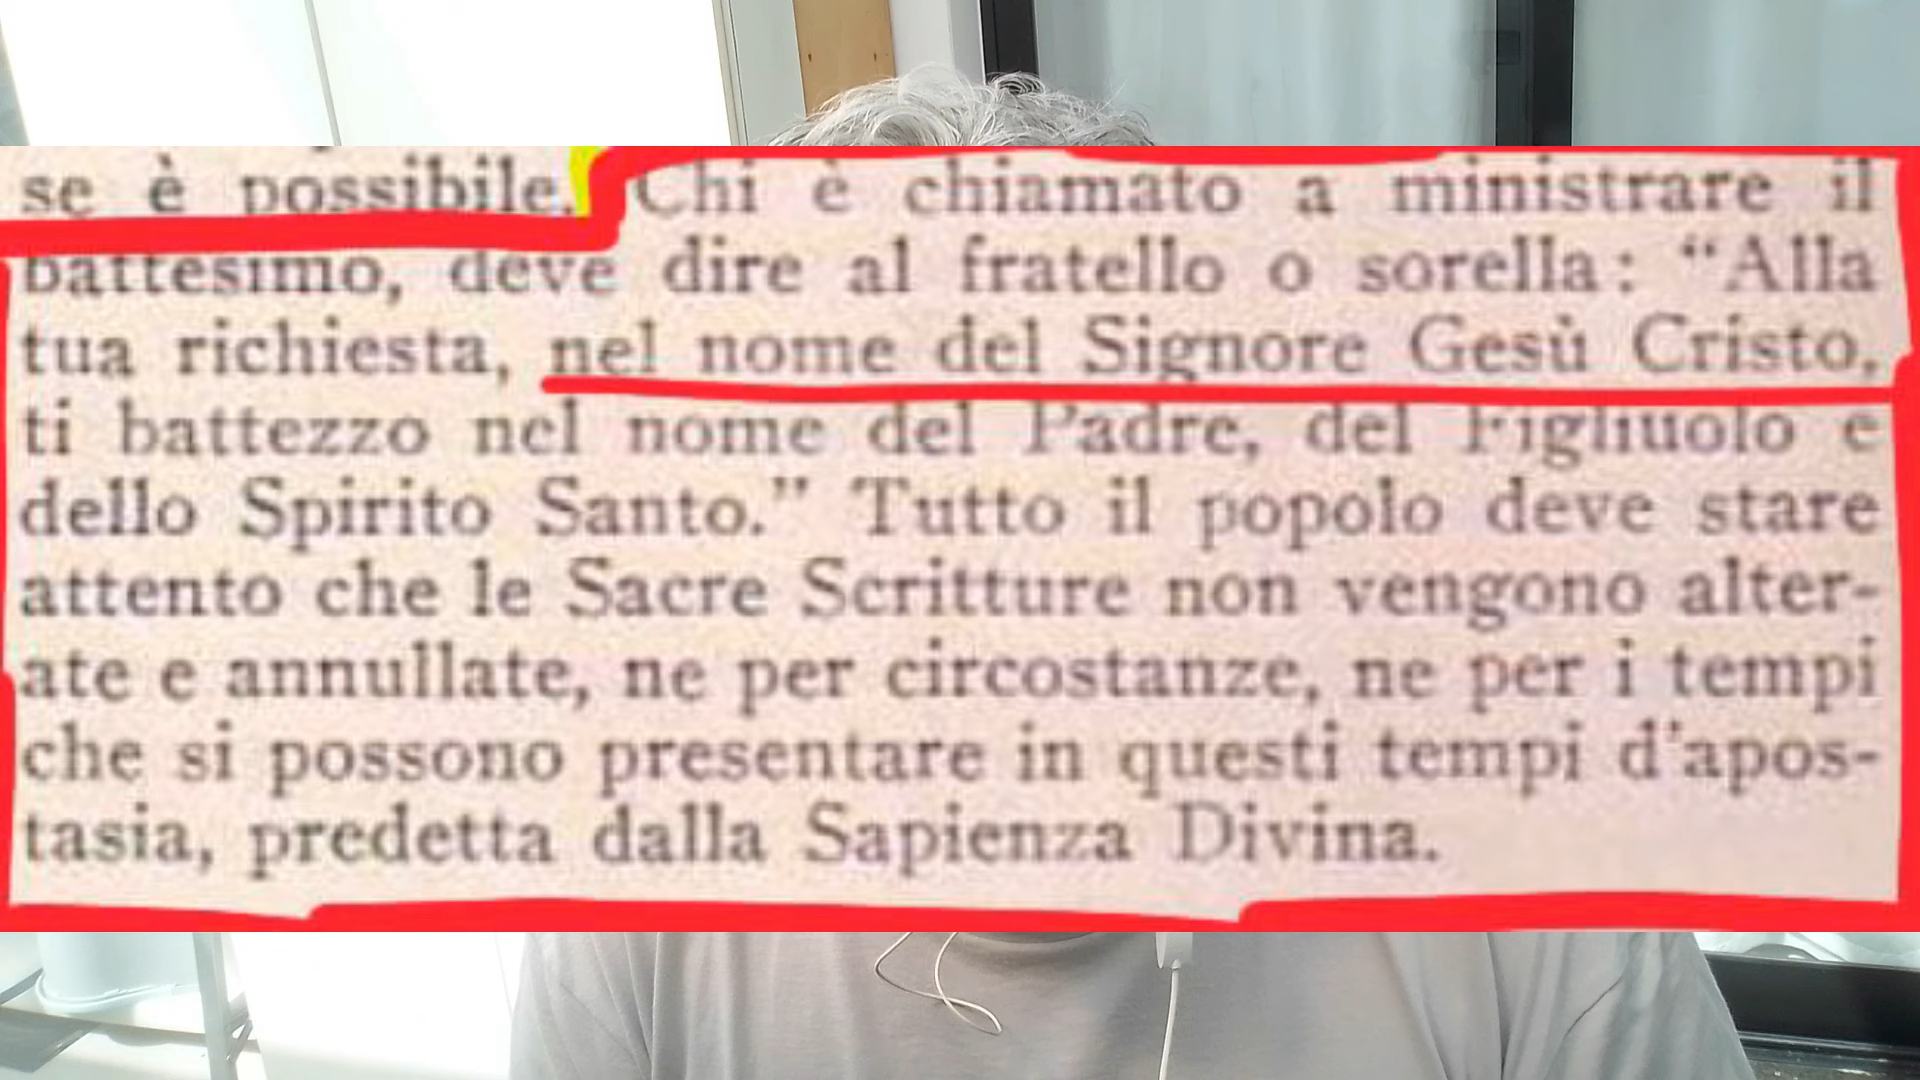 se è possibile. Chi è chiamato a ministrare il
battesimo, deve dire al fratello o sorella: “Alla
tua richiesta, nel nome del Signore Gesù Cristo,
ti battezzo nel nome del Padre, del Figliuolo e
dello Spirito Santo.” Tutto il popolo deve stare
attento che le Sacre Scritture non vengono alter-
ate e annullate, ne per circostanze, ne per i tempi
che si possono presentare in questi tempi d'apos-
tasia, predetta dalla Sapienza Divina.